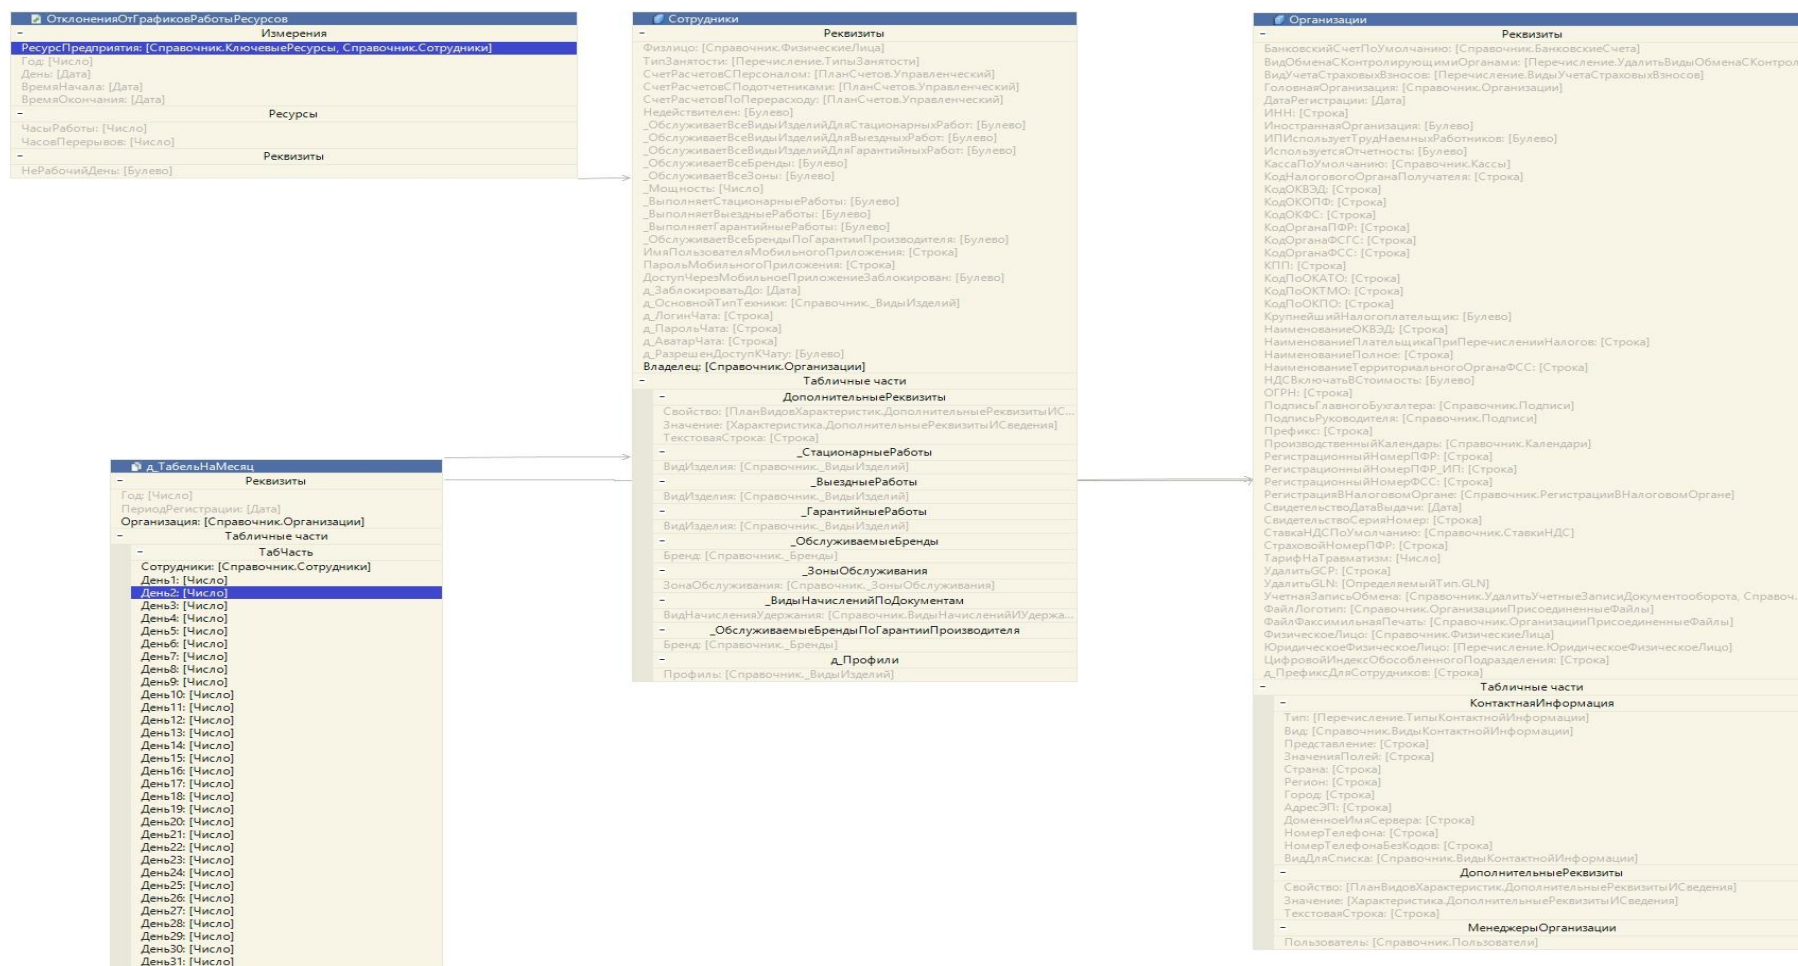 ОтклоненияОтГрафиковРаботыРесурсов
Измерения
РесурсПредприятия: [Справочник.КлючевыеРесурсы, Справочник.Сотрудники]
Год: [Число]
День: [Дата]
ВремяНачала: [Дата]
ВремяОкончания: [Дата]
Ресурсы
ЧасыРаботы: [Число]
ЧасовПерерывов: [Число]
Реквизиты
НеРабочийДень: [Булево]
д_ТабельНаМесяц
Реквизиты
Год: [Число]
ПериодРегистрации: [Дата]
Организация: [Справочник.Организации]
Табличные части
ТабЧасть
Сотрудники: [Справочник.Сотрудники]
День1: [Число]
День2: [Число]
День3: [Число]
День4: [Число]
День5: [Число]
День6: [Число]
День7: [Число]
День8: [Число]
День9: [Число]
День10: [Число]
День11: [Число]
День12: [Число]
День13: [Число]
День14: [Число]
День15: [Число]
День16: [Число]
День17: [Число]
День18: [Число]
День19: [Число]
День20: [Число]
День21: [Число]
День22: [Число]
День23: [Число]
День24: [Число]
День25: [Число]
День26: [Число]
День27: [Число]
День28: [Число]
День29: [Число]
День30: [Число]
День31: [Число]
Сотрудники
Реквизиты
Физлицо: [Справочник.ФизическиеЛица]
ТипЗанятости: [Перечисление.ТипыЗанятости]
СчетРасчетовСПерсоналом: [ПланСчетов.Управленческий]
СчетРасчетовСПодотчетниками: [ПланСчетов.Управленческий]
СчетРасчетовПоПерерасходу: [ПланСчетов.Управленческий]
Недействителен: [Булево]
_ОбслуживаетВсеВидыИзделийДляСтационарныхРабот: [Булево]
_ОбслуживаетВсеВидыИзделийДляВыездныхРабот: [Булево]
_ОбслуживаетВсеВидыИзделийДляГарантийныхРабот: [Булево]
_ОбслуживаетВсеБренды: [Булево]
_ОбслуживаетВсеЗоны: [Булево]
_Мощность: [Число]
_ВыполняетСтационарныеРаботы: [Булево]
_ВыполняетВыездныеРаботы: [Булево]
_ВыполняетГарантийныеРаботы: [Булево]
_ОбслуживаетВсеБрендыПоГарантииПроизводителя: [Булево]
ИмяПользователяМобильногоПриложения: [Строка]
ПарольМобильногоПриложения: [Строка]
ДоступЧерезМобильноеПриложениеЗаблокирован: [Булево]
д_ЗаблокироватьДо: [Дата]
д_ОсновнойТипТехники: [Справочник._ВидыИзделий]
д_ЛогинЧата: [Строка]
д_ПарольЧата: [Строка]
д_АватарЧата: [Строка]
д_РазрешенДоступКЧату: [Булево]
Владелец: [Справочник.Организации]
Табличные части
ДополнительныеРеквизиты
Свойство: [ПланВидовХарактеристик.ДополнительныеРеквизитыИС...
Значение: [Характеристика.ДополнительныеРеквизитыИСведения]
ТекстоваяСтрока: [Строка]
_СтационарныеРаботы
ВидИзделия: [Справочник._ВидыИзделий]
_ВыездныеРаботы
ВидИзделия: [Справочник._ВидыИзделий]
_ГарантийныеРаботы
ВидИзделия: [Справочник._ВидыИзделий]
_ОбслуживаемыеБренды
Бренд: [Справочник._Бренды]
_ЗоныОбслуживания
ЗонаОбслуживания: [Справочник._ЗоныОбслуживания]
_ВидыНачисленийПоДокументам
ВидНачисленияУдержания: [Справочник.ВидыНачисленийИУдержа...
_ОбслуживаемыеБрендыПоГарантииПроизводителя
Бренд: [Справочник._Бренды]
д_Профили
Профиль: [Справочник._ВидыИзделий]
Организации
Реквизиты
БанковскийСчетПоУмолчанию: [Справочник.БанковскиеСчета]
ВидОбменаСКонтролирующимиОрганами: [Перечисление.УдалитьВидыОбменаСКонтрол
ВидУчетаСтраховыхВзносов: [Перечисление.ВидыУчетаСтраховыхВзносов]
ГоловнаяОрганизация: [Справочник.Организации]
ДатаРегистрации: [Дата]
ИНН: [Строка]
ИностраннаяОрганизация: [Булево]
ИПИспользуетТрудНаемныхРаботников: [Булево]
ИспользуетсяОтчетность: [Булево]
КассаПоУмолчанию: [Справочник.Кассы]
КодНалоговогоОрганаПолучателя: [Строка]
КодОКВЭД: [Строка]
КодОКОПФ: [Строка]
КодОКФС: [Строка]
КодОрганаПФР: [Строка]
КодОрганаФСГС: [Строка]
КодОрганаФСС: [Строка]
КПП: [Строка]
КодПоОКАТО: [Строка]
КодПоОКТМО: [Строка]
КодПоОКПО: [Строка]
КрупнейшийНалогоплательщик: [Булево]
НаименованиеОКВЭД: [Строка]
НаименованиеПлательщикаПриПеречисленииНалогов: [Строка]
НаименованиеПолное: [Строка]
НаименованиеТерриториальногоОрганаФСС: [Строка]
НДСВключатьВСтоимость: [Булево]
ОГРН: [Строка]
ПодписьГлавногоБухгалтера: [Справочник.Подписи]
ПодписьРуководителя: [Справочник.Подписи]
Префикс: [Строка]
ПроизводственныйКалендарь: [Справочник.Календари]
РегистрационныйНомерПФР: [Строка]
РегистрационныйНомерПФР_ИП: [Строка]
РегистрационныйНомерФСС: [Строка]
РегистрацияВНалоговомОргане: [Справочник.РегистрацииВНалоговомОргане]
СвидетельствоДатаВыдачи: [Дата]
СвидетельствоСерияНомер: [Строка]
СтавкаНДСПоУмолчанию: [Справочник.СтавкиНДС]
СтраховойНомерПФР: [Строка]
ТарифНаТравматизм: [Число]
УдалитьGCP: [Строка]
УдалитьGLN: [ОпределяемыйТип.GLN]
УчетнаяЗаписьОбмена: [Справочник.УдалитьУчетныеЗаписиДокументооборота, Справоч.
ФайлЛоготип: [Справочник.ОрганизацииПрисоединенныеФайлы]
ФайлФаксимильнаяПечать: [Справочник.ОрганизацииПрисоединенныеФайлы]
ФизическоеЛицо: [Справочник.ФизическиеЛица]
ЮридическоеФизическоеЛицо: [Перечисление.ЮридическоеФизическоеЛицо]
ЦифровойИндексОбособленногоПодразделения: [Строка]
д_ПрефиксДляСотрудников: [Строка]
Табличные части
КонтактнаяИнформация
Тип: [Перечисление.ТипыКонтактнойИнформации]
Вид: [Справочник.ВидыКонтактнойИнформации]
Представление: [Строка]
ЗначенияПолей: [Строка]
Страна: [Строка]
Регион: [Строка]
Город: [Строка]
АдресЭП: [Строка]
ДоменноеИмяСервера: [Строка]
НомерТелефона: [Строка]
НомерТелефонаБезКодов: [Строка]
ВидДляСписка: [Справочник.ВидыКонтактнойИнформации]
ДополнительныеРеквизиты
Свойство: [ПланВидовХарактеристик.ДополнительныеРеквизитыИСведения]
Значение: [Характеристика.ДополнительныеРеквизитыИСведения]
ТекстоваяСтрока: [Строка]
МенеджерыОрганизации
Пользователь: [Справочник.Пользователи]